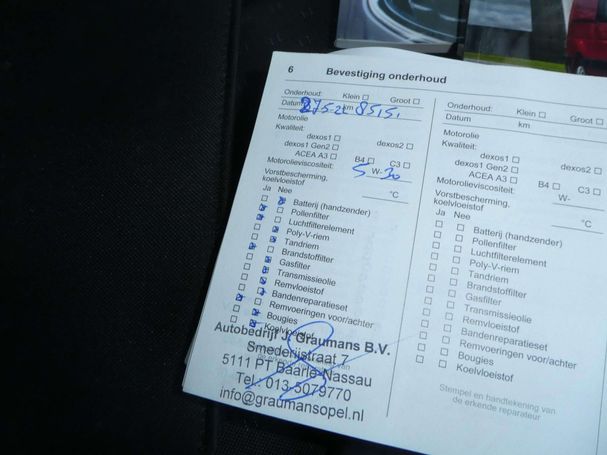 6 Bevestiging onderhoud
Onderhoud: Klein Groot
Datum km
Motorolie
Kwaliteit:
dexos1 dexos2
dexos1 Gen2
ACEA A3 B4 C3
Motorolieviscositeit: 5 W- 30
Vorstbescherming,
koelvloeistof °C
Ja Nee
Batterij (handzender)
Pollenfilter
Luchtfilterelement
Poly-V-riem
Tandriem
Brandstoffilter
Gasfilter
Transmissieolie
Remvloeistof
Bandenreparatieset
Remvoeringen voor/achter
Bougies
Koelvloeistof
Autobedrijf J. Graumans B.V.
Smederijstraat 7
5111 PT Baarle-Nassau
Tel.: 013-5079770
info@graumansopel.nl
Onderhoud: Klein Groot
Datum km
Motorolie
Kwaliteit:
dexos1 dexos2
dexos1 Gen2
ACEA A3 B4 C3
Motorolieviscositeit: W-
Vorstbescherming,
koelvloeistof °C
Ja Nee
Batterij (handzender)
Pollenfilter
Luchtfilterelement
Poly-V-riem
Tandriem
Brandstoffilter
Gasfilter
Transmissieolie
Remvloeistof
Bandenreparatieset
Remvoeringen voor/achter
Bougies
Koelvloeistof
Stempel en handtekening van
de erkende reparateur